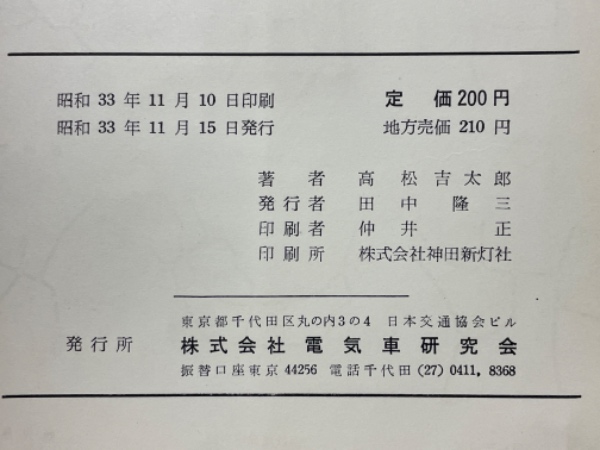 昭和 33 年 11 月 10 日印刷 定 価 200 円
昭和 33 年 11 月 15 日発行 地方売価 210 円
著 者 高 松 吉 太 郎
発 行 者 田 中 隆 三
印 刷 者 仲 井 正
印 刷 所 株式会社神田新灯社
東京都千代田区丸の内3の4 日本交通協会ビル
発 行 所 株 式 会 社 電 気 車 研 究 会
振替口座東京 44256 電話千代田 (27) 0411, 8368